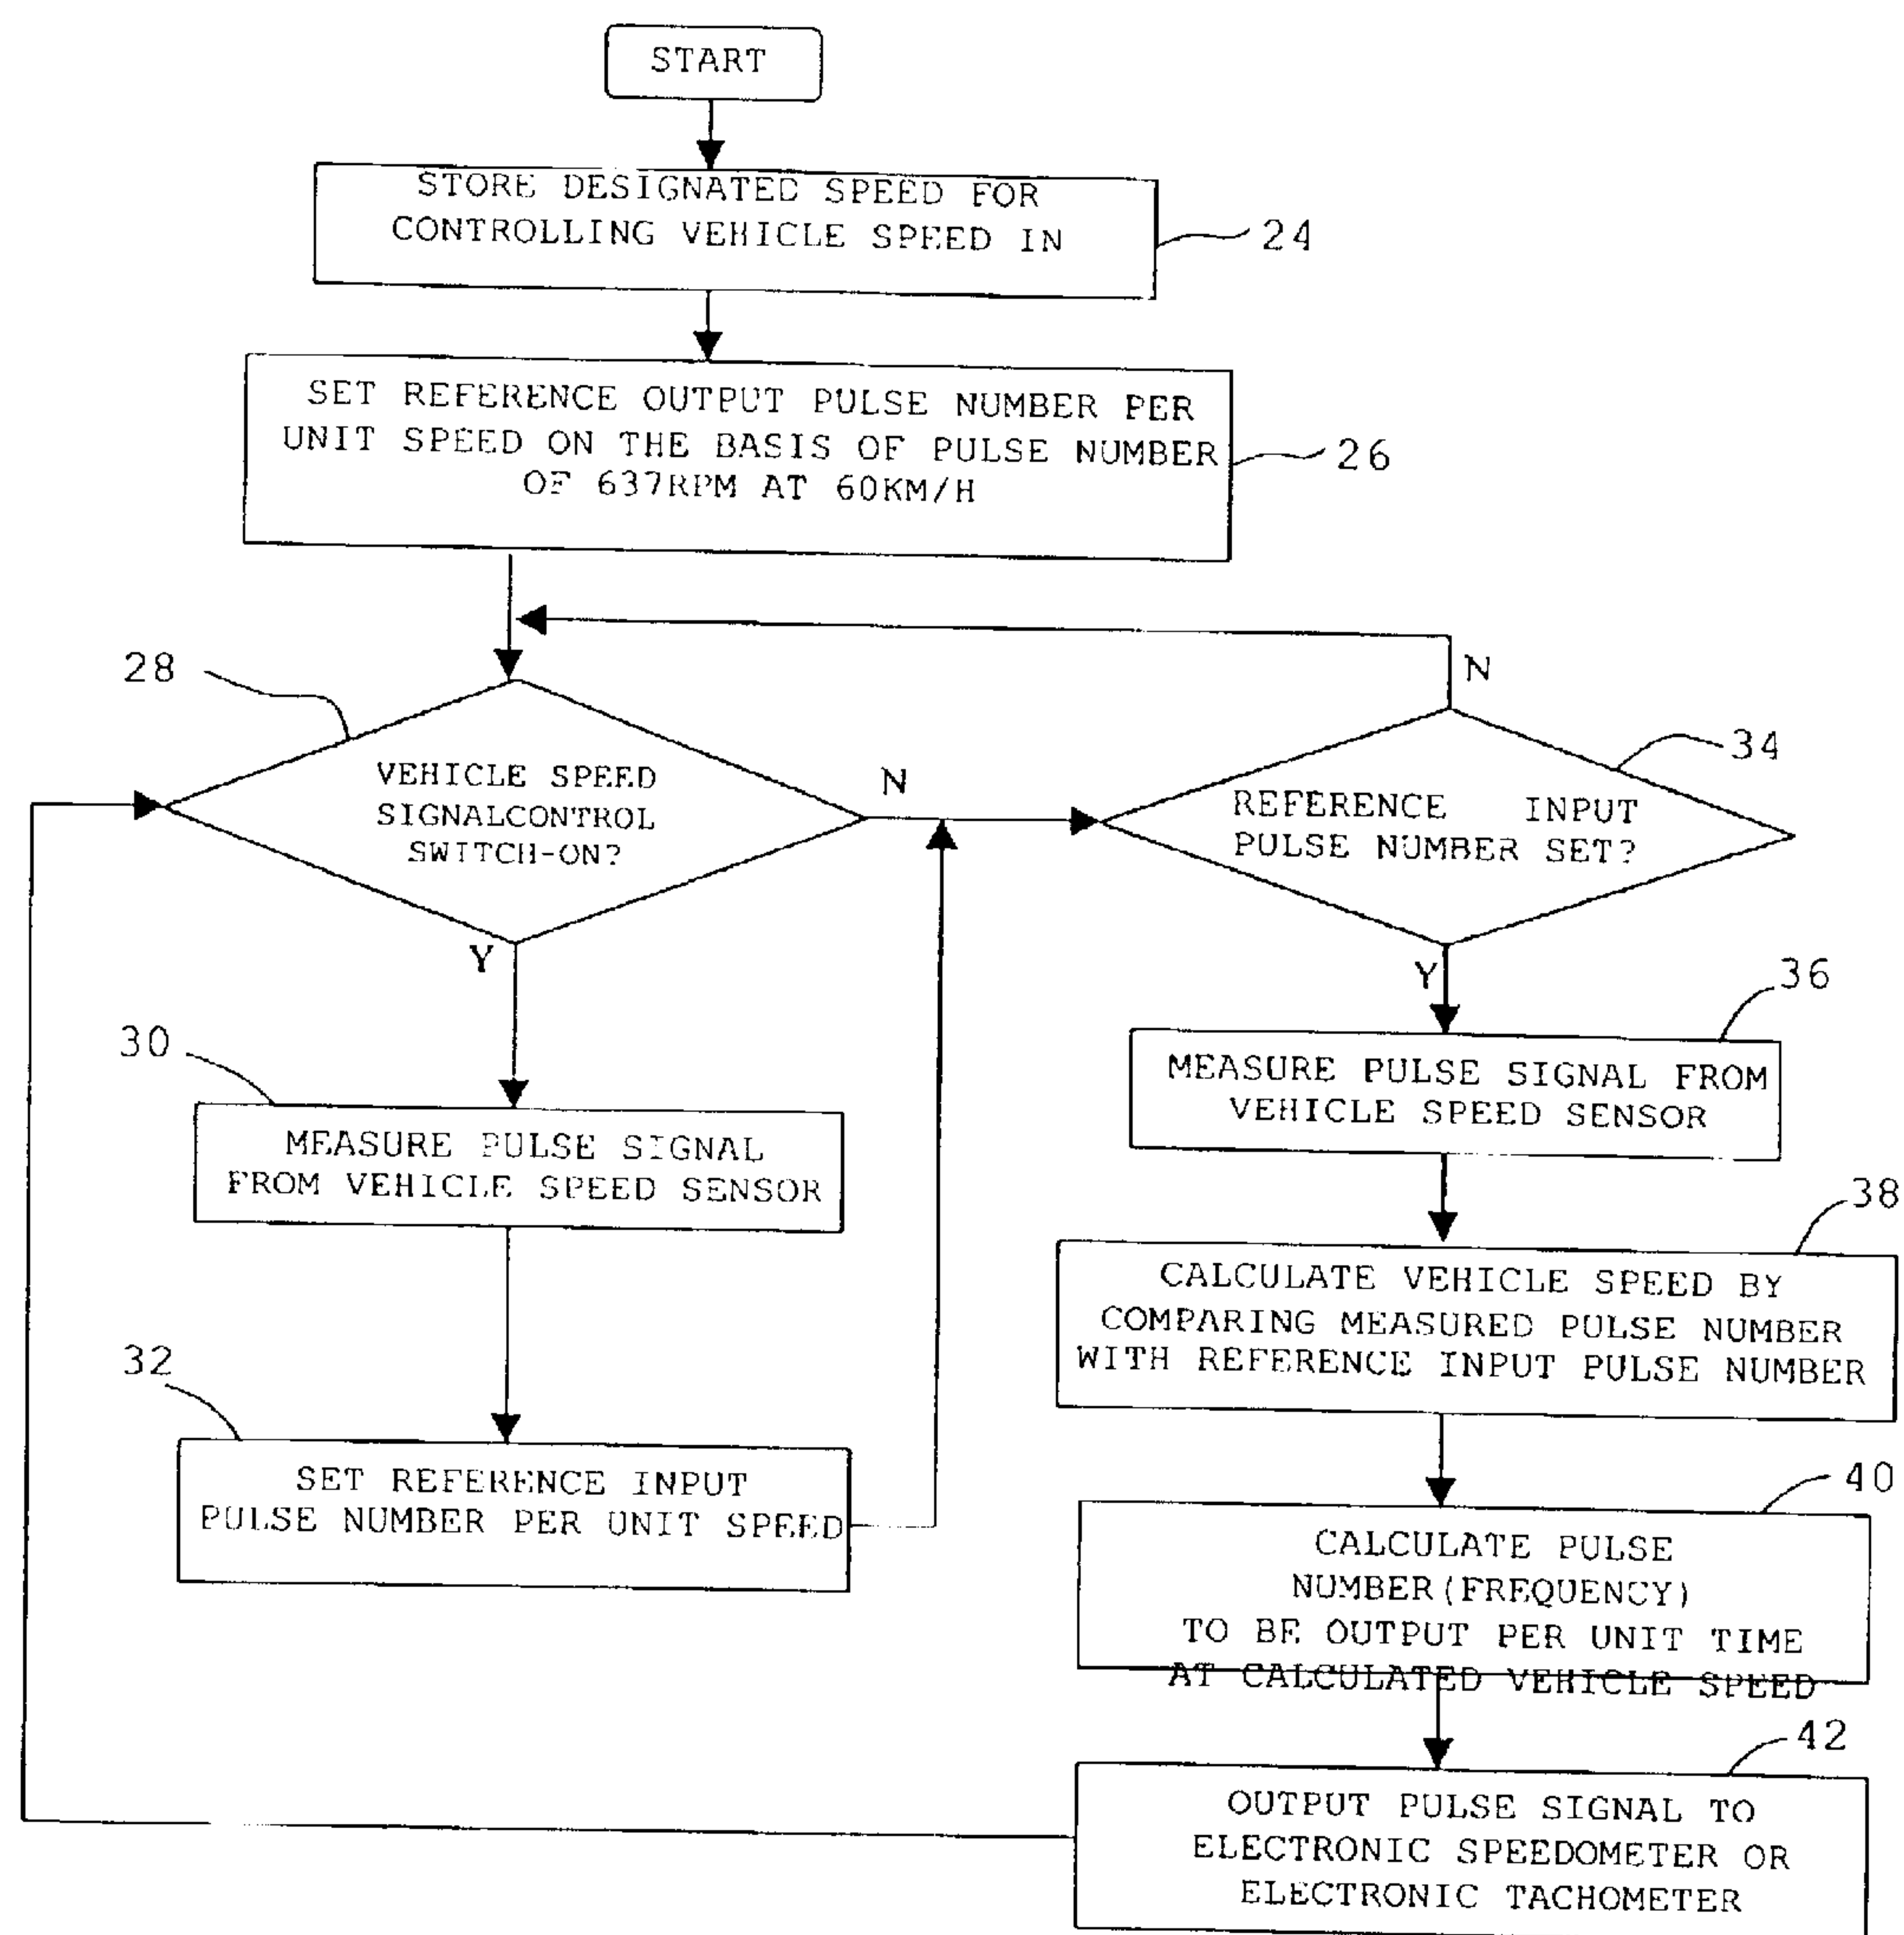 START
STORE DESIGNATED SPEED FOR
CONTROLLING VEHICLE SPEED IN
24
SET REFERENCE OUTPUT PULSE NUMBER PER
UNIT SPEED ON THE BASIS OF PULSE NUMBER
OF 637RPM AT 60KM/H
26
28
VEHICLE SPEED
SIGNALCONTROL
SWITCH-ON?
N
Y
N
34
REFERENCE INPUT
PULSE NUMBER SET?
Y
30
MEASURE PULSE SIGNAL
FROM VEHICLE SPEED SENSOR
32
SET REFERENCE INPUT
PULSE NUMBER PER UNIT SPEED
36
MEASURE PULSE SIGNAL FROM
VEHICLE SPEED SENSOR
38
CALCULATE VEHICLE SPEED BY
COMPARING MEASURED PULSE NUMBER
WITH REFERENCE INPUT PULSE NUMBER
40
CALCULATE PULSE
NUMBER(FREQUENCY)
TO BE OUTPUT PER UNIT TIME
AT CALCULATED VEHICLE SPEED
42
OUTPUT PULSE SIGNAL TO
ELECTRONIC SPEEDOMETER OR
ELECTRONIC TACHOMETER